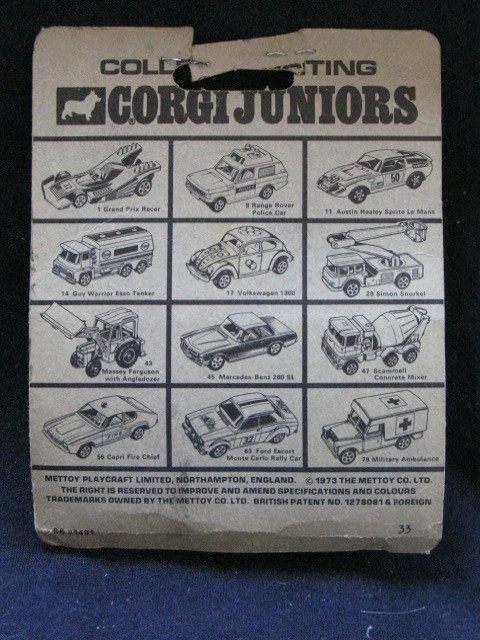 COLL TING
CORGI JUNIORS
1 Grand Prix Racer
9 Range Rover
Police Car
11 Austin Healey Sprite Le Mans
14 Guy Warrior Esso Tanker
17 Volkswagen 1300
29 Simon Snorkel
43
Massey Ferguson
with Angledozer
45 Mercedes-Benz 280 SL
47 Scammell
Concrete Mixer
56 Capri Fire Chief
63 Ford Escort
Monte Carlo Rally Car
79 Military Ambulance
METTOY PLAYCRAFT LIMITED, NORTHAMPTON, ENGLAND. © 1973 THE METTOY CO. LTD.
THE RIGHT IS RESERVED TO IMPROVE AND AMEND SPECIFICATIONS AND COLOURS
TRADEMARKS OWNED BY THE METTOY CO. LTD. BRITISH PATENT NO. 1278081 & FOREIGN
33